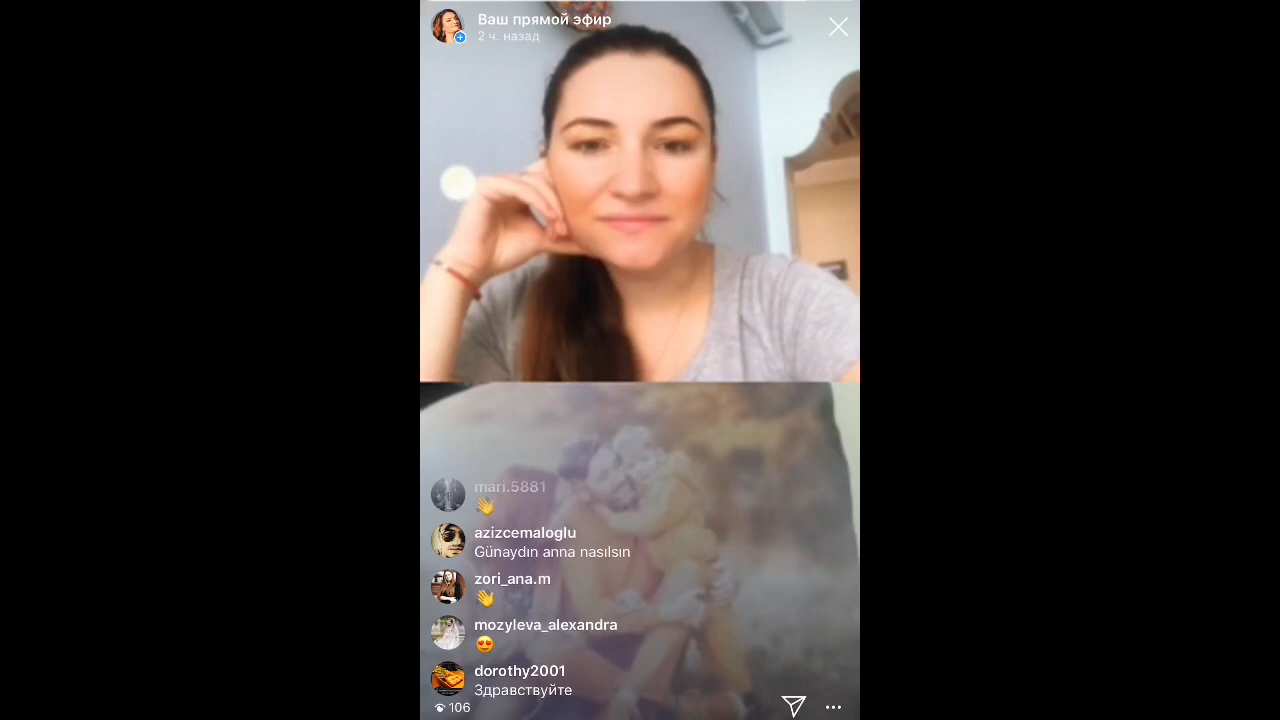 Ваш прямой эфир
2 ч. назад
mari.5881
👋
azizcemaloglu
Günaydın anna nasılsın
zori_ana.m
👋
mozyleva_alexandra
😍
dorothy2001
Здравствуйте
106